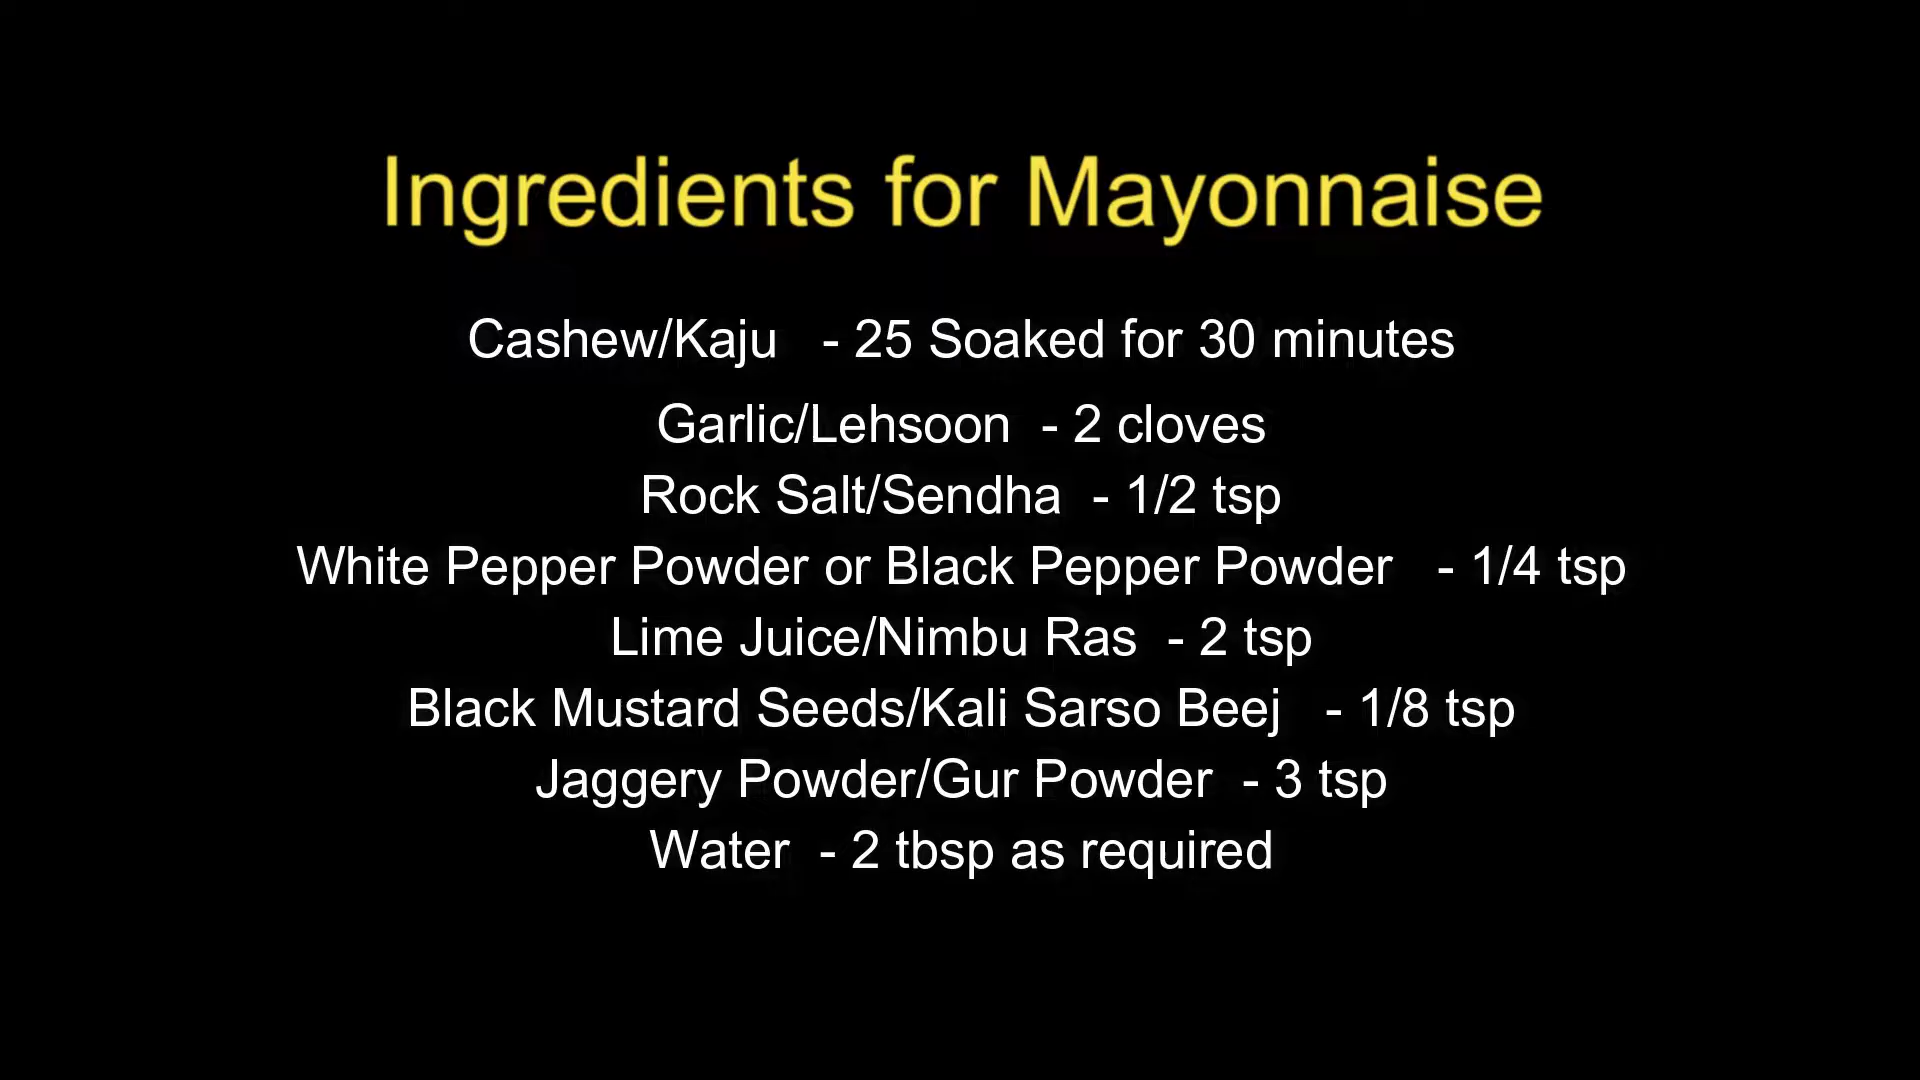 Ingredients for Mayonnaise
Cashew/Kaju - 25 Soaked for 30 minutes
Garlic/Lehsoon - 2 cloves
Rock Salt/Sendha - 1/2 tsp
White Pepper Powder or Black Pepper Powder - 1/4 tsp
Lime Juice/Nimbu Ras - 2 tsp
Black Mustard Seeds/Kali Sarso Beej - 1/8 tsp
Jaggery Powder/Gur Powder - 3 tsp
Water - 2 tbsp as required